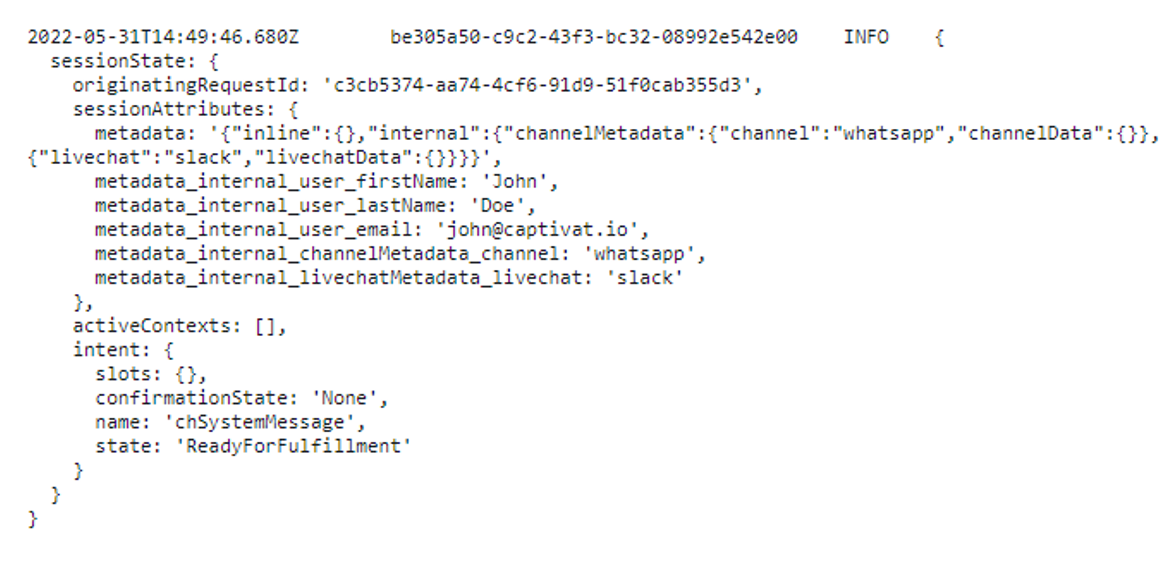 2022-05-31T14:49:46.680Z be305a50-c9c2-43f3-bc32-08992e542e00 INFO {
sessionState: {
originatingRequestId: 'c3cb5374-aa74-4cf6-91d9-51f0cab355d3',
sessionAttributes: {
metadata: '{"inline":{},"internal":{"channelMetadata":{"channel":"whatsapp","channelData":{}},
{"livechat":"slack","livechatData":{}}}}',
metadata_internal_user_firstName: 'John',
metadata_internal_user_lastName: 'Doe',
metadata_internal_user_email: 'john@captivat.io',
metadata_internal_channelMetadata_channel: 'whatsapp',
metadata_internal_livechatMetadata_livechat: 'slack'
},
activeContexts: [],
intent: {
slots: {},
confirmationState: 'None',
name: 'chSystemMessage',
state: 'ReadyForFulfillment'
}
}
}